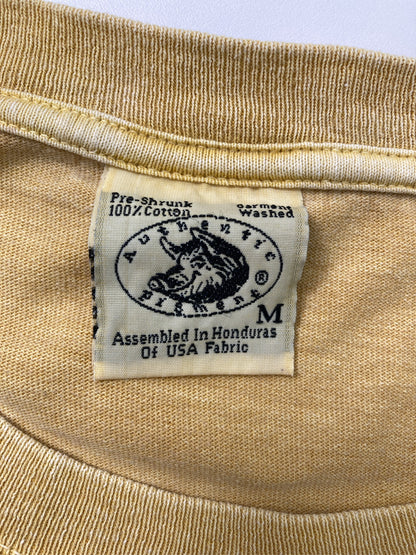 Pre-Shrunk Garment
100% Cotton Washed
Authentic
pigment ®
M
Assembled In Honduras
Of USA Fabric